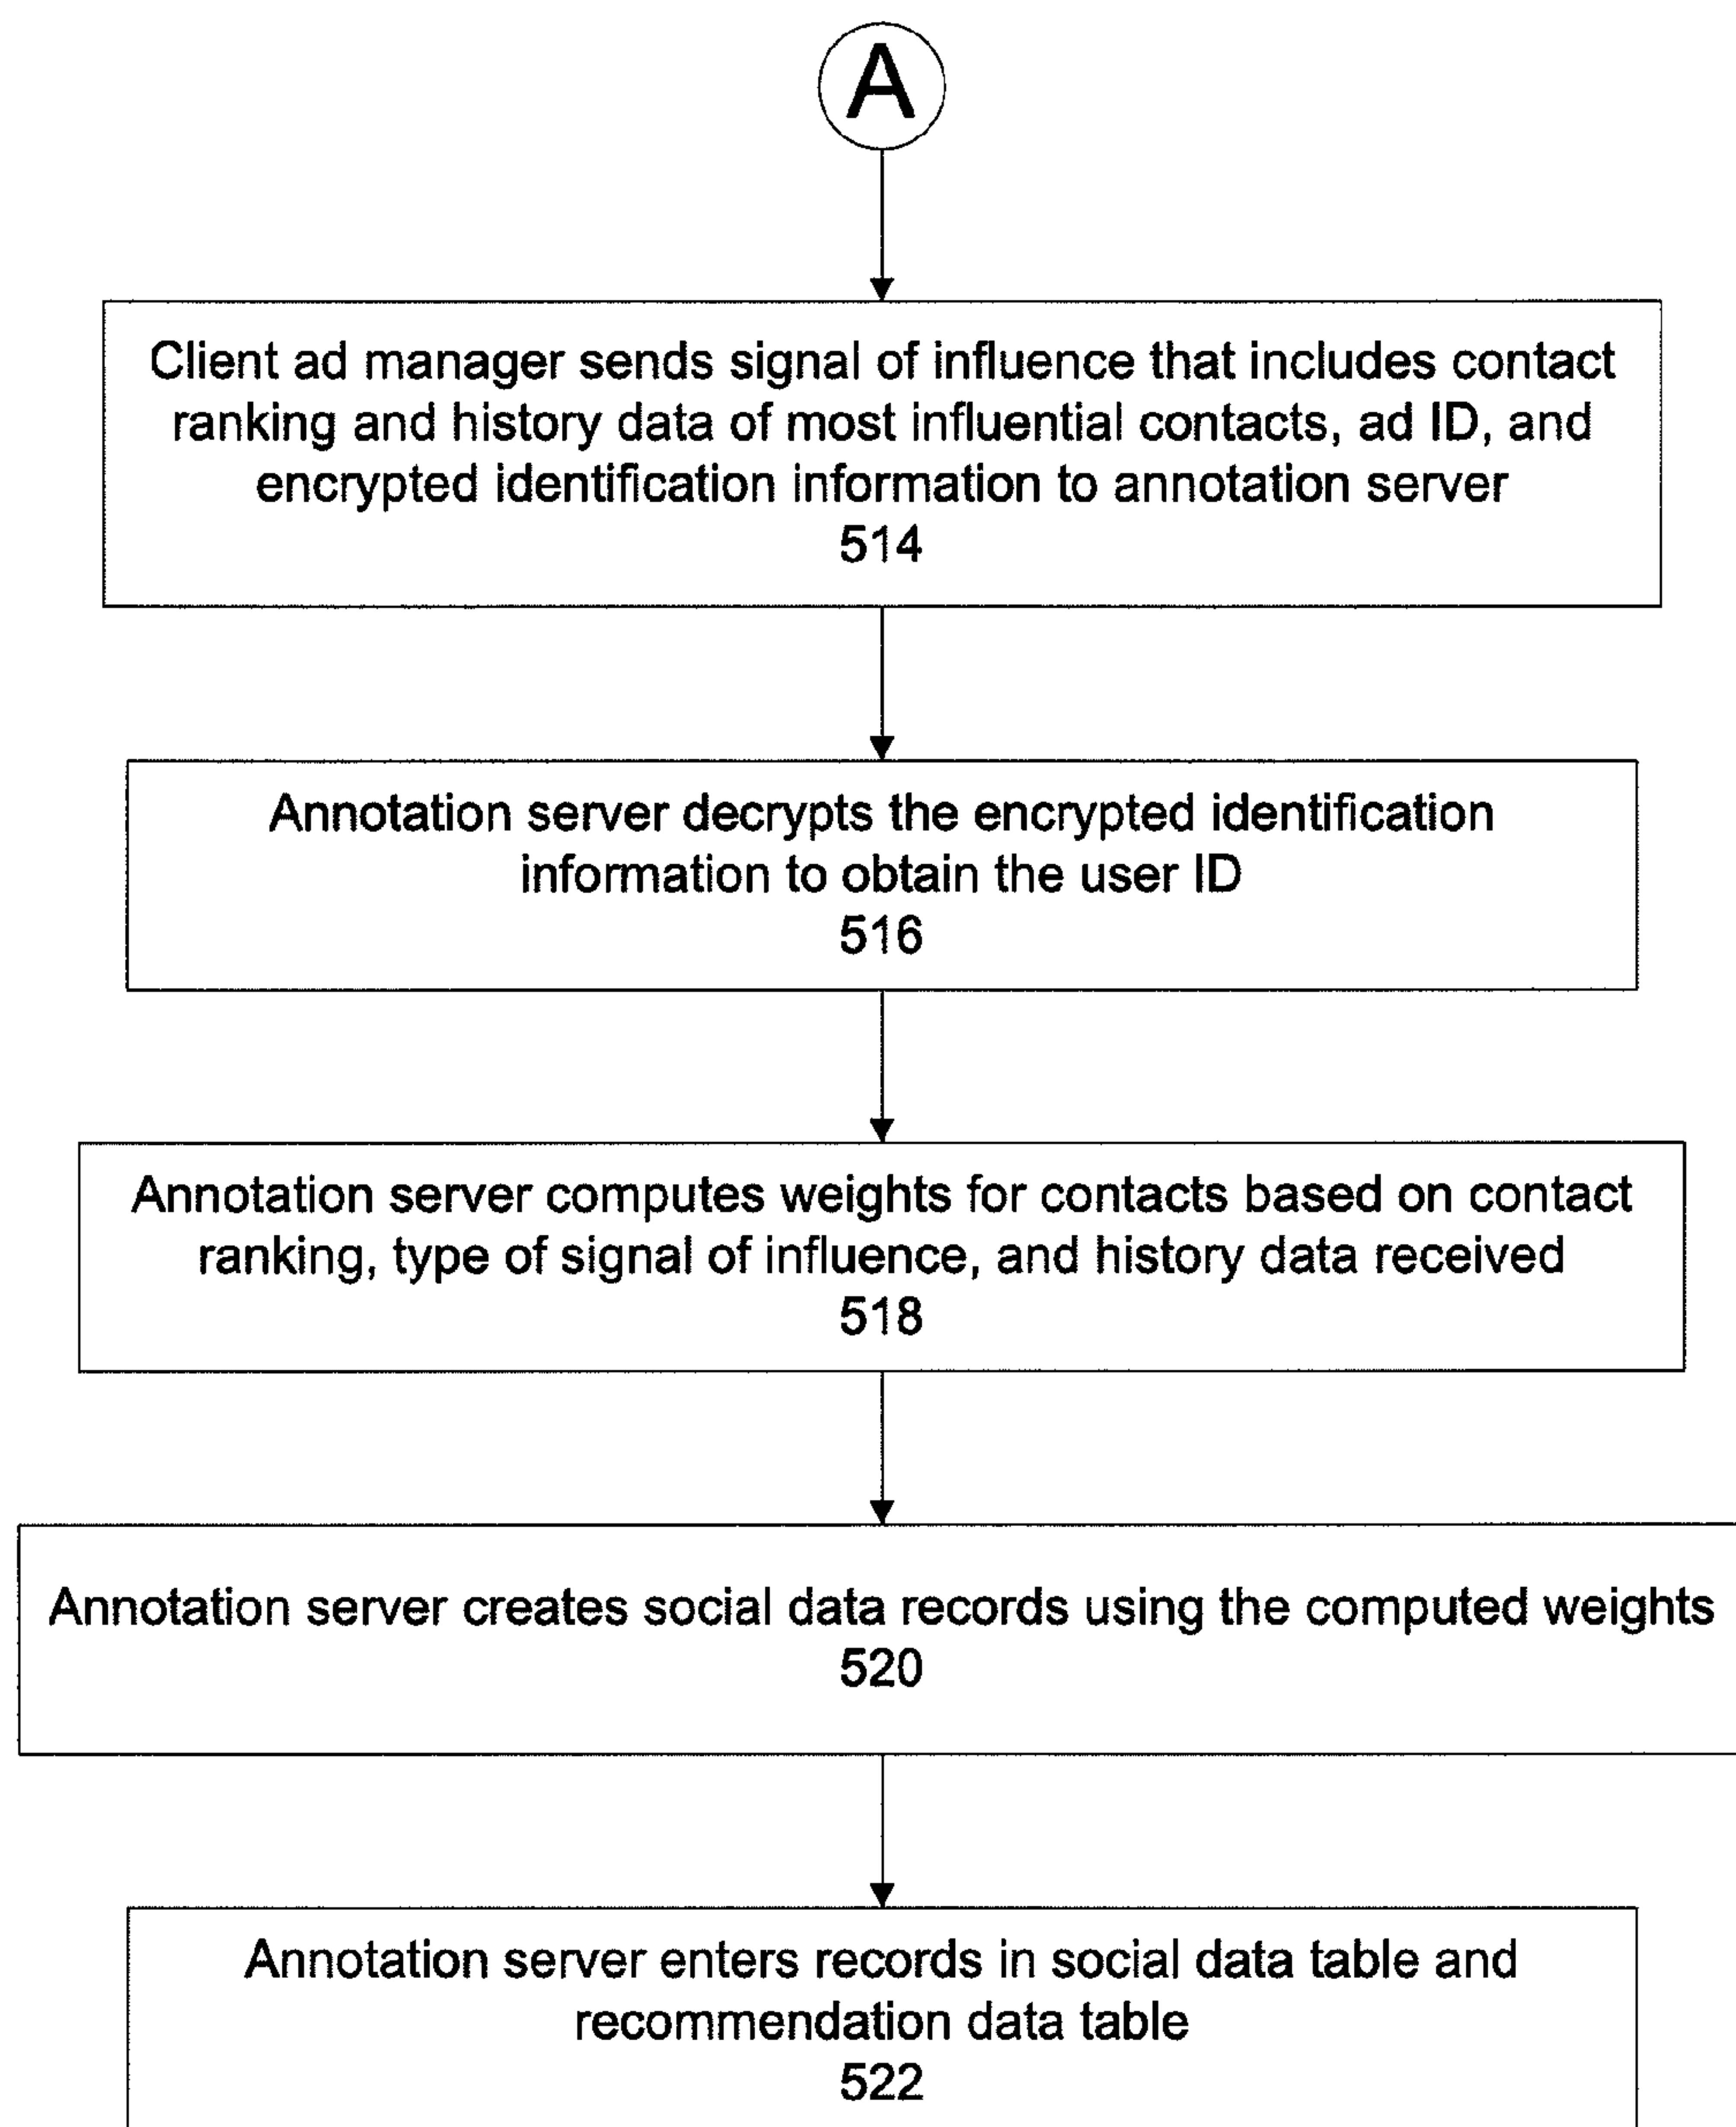 A
Client ad manager sends signal of influence that includes contact
ranking and history data of most influential contacts, ad ID, and
encrypted identification information to annotation server
514
Annotation server decrypts the encrypted identification
information to obtain the user ID
516
Annotation server computes weights for contacts based on contact
ranking, type of signal of influence, and history data received
518
Annotation server creates social data records using the computed weights
520
Annotation server enters records in social data table and
recommendation data table
522